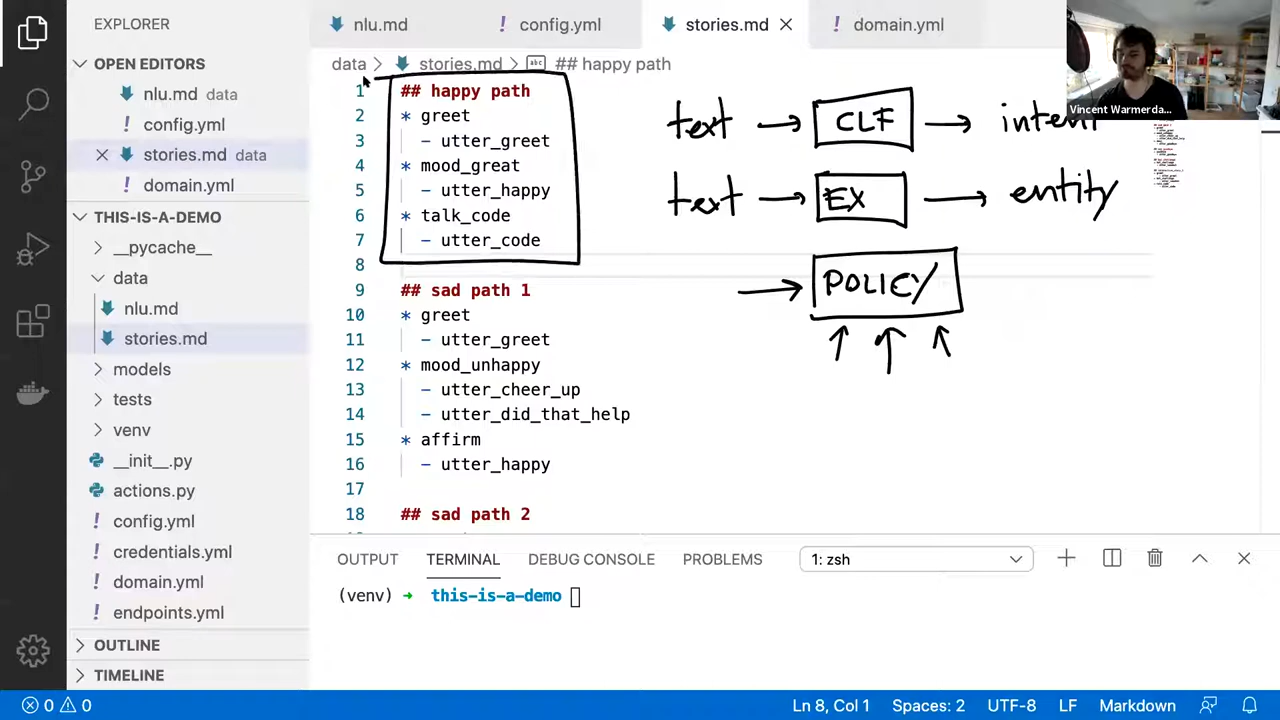 EXPLORER
OPEN EDITORS
nlu.md data
config.yml
stories.md data
domain.yml
THIS-IS-A-DEMO
__pycache__
data
nlu.md
stories.md
models
tests
venv
__init__.py
actions.py
config.yml
credentials.yml
domain.yml
endpoints.yml
OUTLINE
TIMELINE
nlu.md config.yml stories.md domain.yml
data > stories.md > ## happy path
1 ## happy path
2 * greet
3 - utter_greet
4 * mood_great
5 - utter_happy
6 * talk_code
7 - utter_code
8
9 ## sad path 1
10 * greet
11 - utter_greet
12 * mood_unhappy
13 - utter_cheer_up
14 - utter_did_that_help
15 * affirm
16 - utter_happy
17
18 ## sad path 2
text → CLF → intent
text → EX → entity
→ POLICY
Vincent Warmerda...
OUTPUT TERMINAL DEBUG CONSOLE PROBLEMS 1: zsh
(venv) → this-is-a-demo
0 0 Ln 8, Col 1 Spaces: 2 UTF-8 LF Markdown